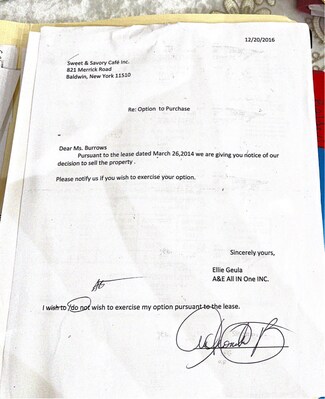 12/20/2016
Sweet & Savory Café Inc.
821 Merrick Road
Baldwin, New York 11510
Re: Option to Purchase
Dear Ms. Burrows
Pursuant to the lease dated March 26,2014 we are giving you notice of our
decision to sell the property .
Please notify us if you wish to exercise your option.
Sincerely yours,
Ellie Geula
A&E All IN One INC.
I wish to /do not wish to exercise my option pursuant to the lease.